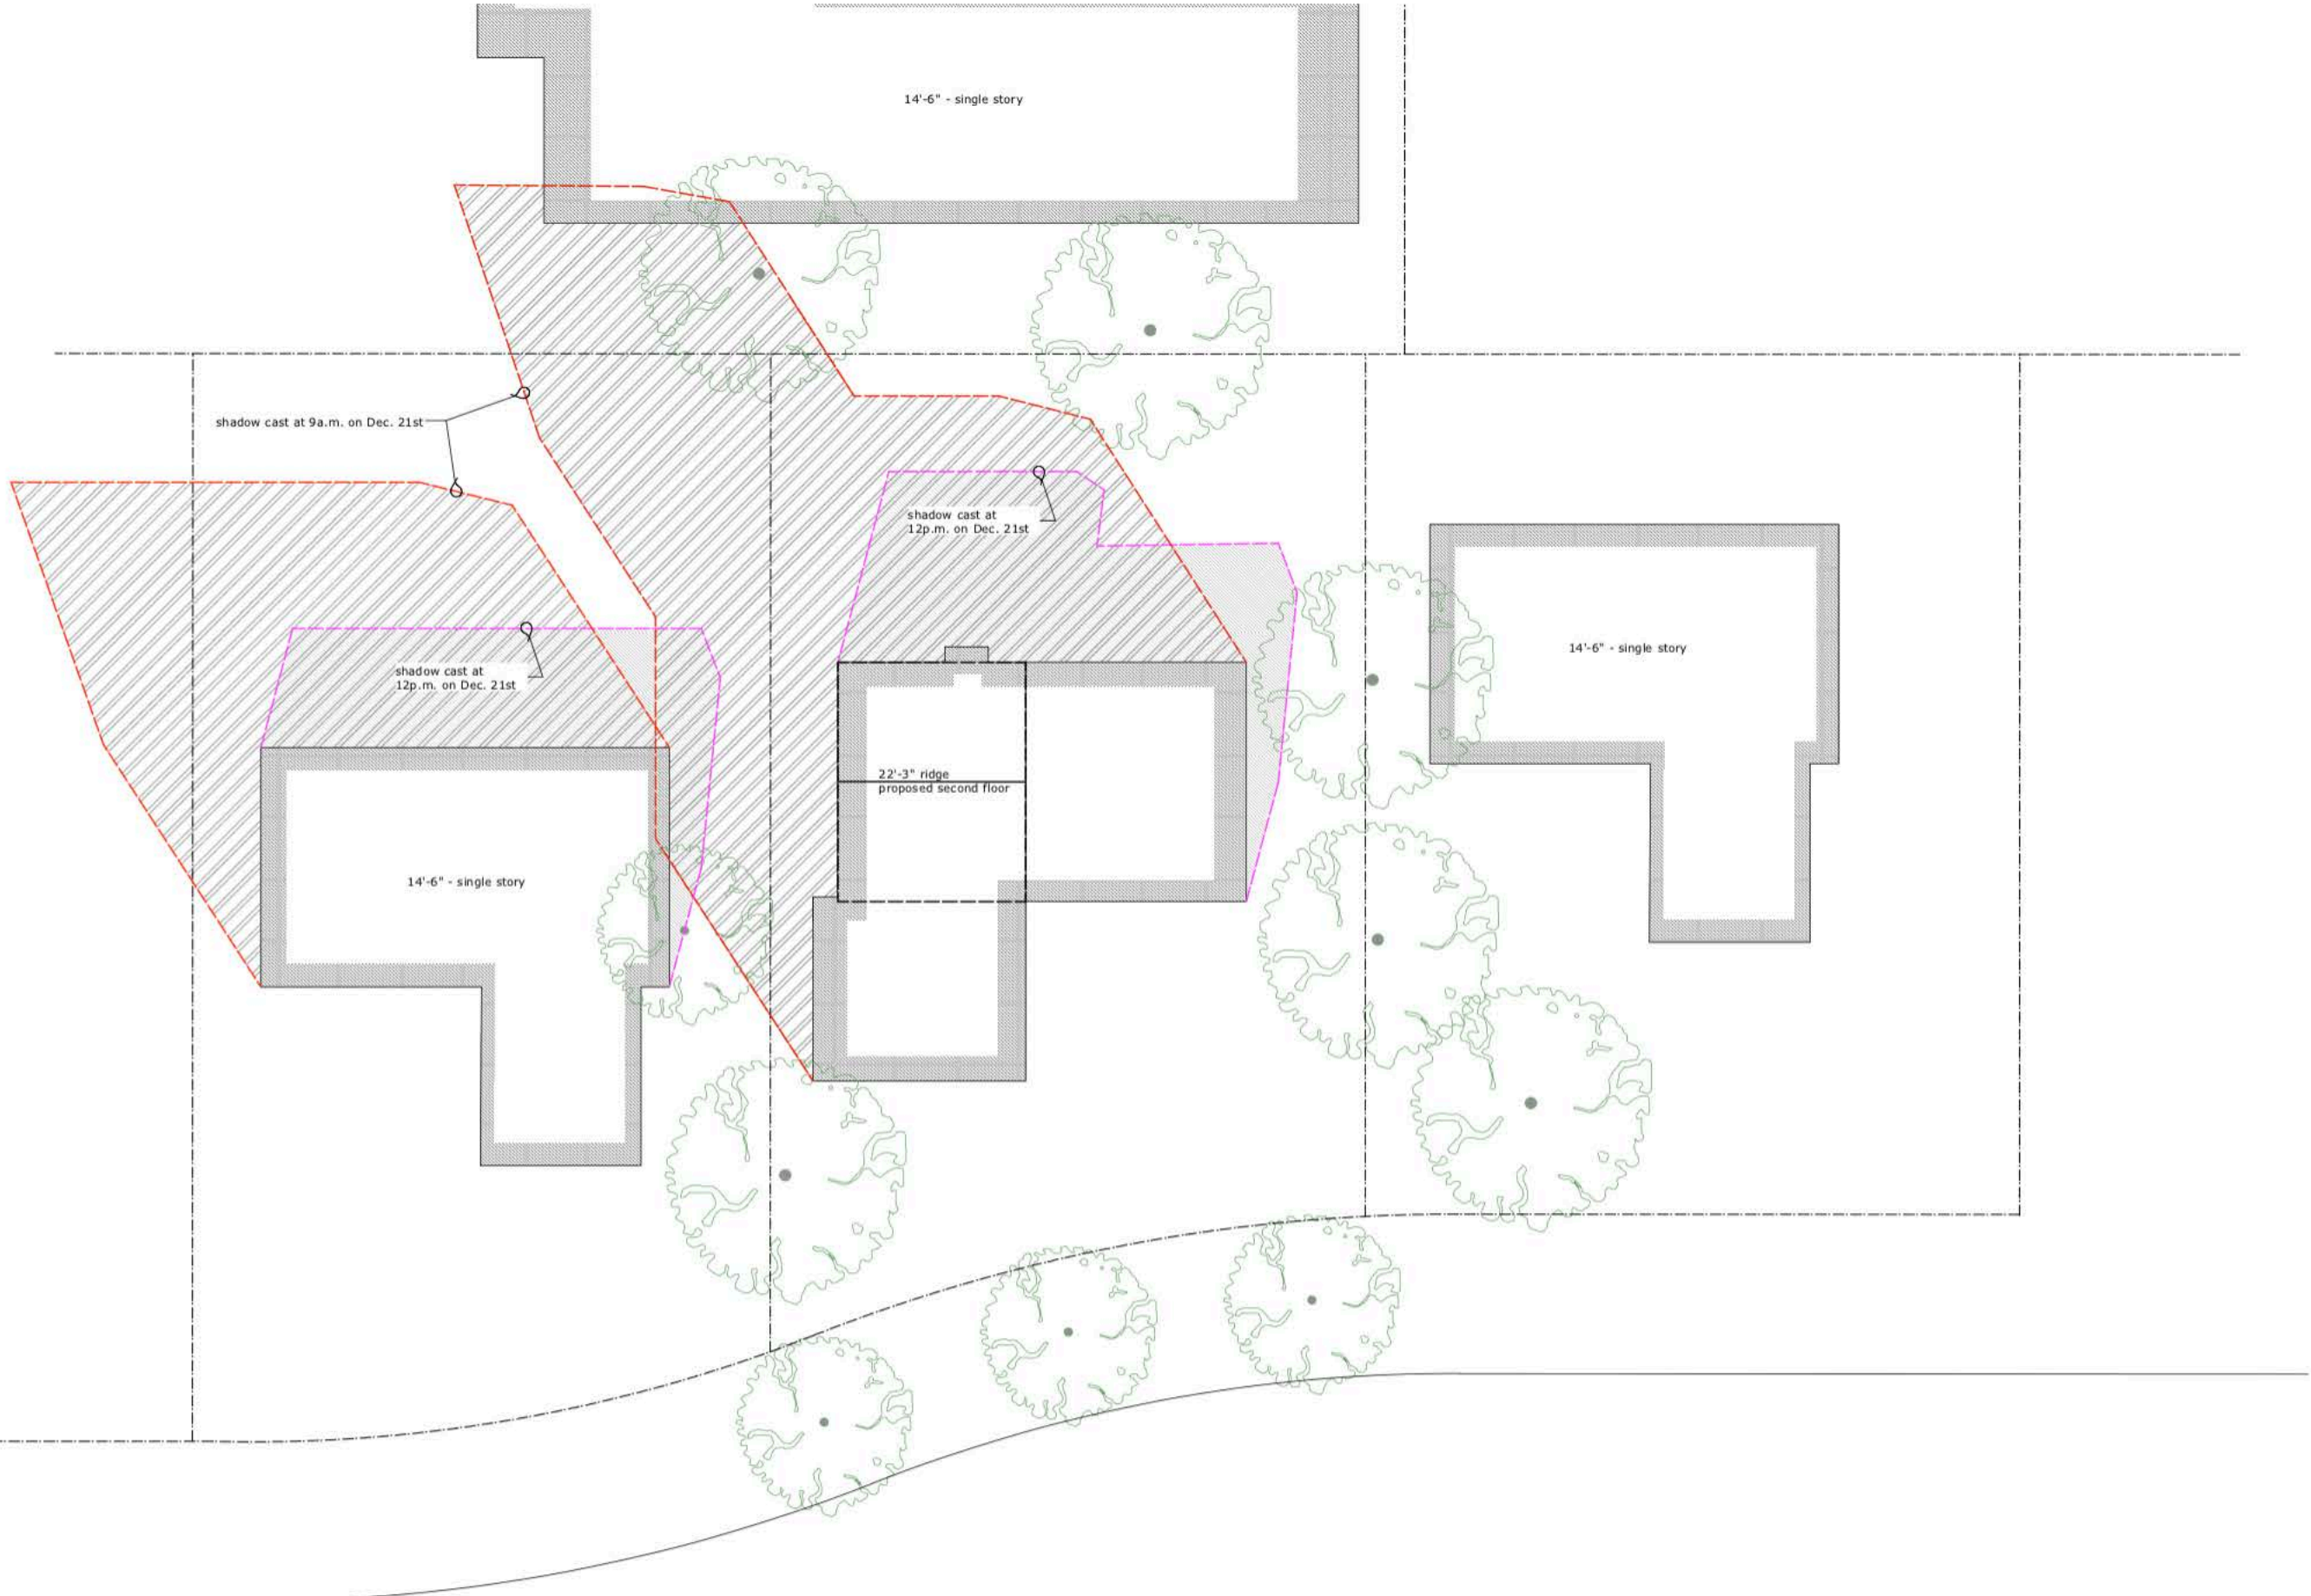 14'-6" - single story
shadow cast at 9a.m. on Dec. 21st
shadow cast at
12p.m. on Dec. 21st
14'-6" - single story
shadow cast at
12p.m. on Dec. 21st
22'-3" ridge
proposed second floor
14'-6" - single story